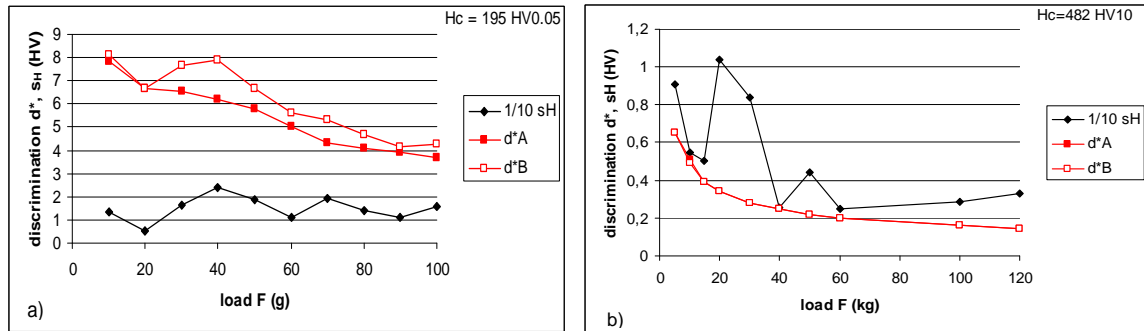 Hc = 195 HV0.05
discrimination d*, sH (HV)
9
8
7
6
5
4
3
2
1
0
0 20 40 60 80 100
load F (g)
a)
1/10 sH
d*A
d*B
Hc=482 HV10
discrimination d*, sH (HV)
1,2
1
0,8
0,6
0,4
0,2
0
0 20 40 60 80 100 120
load F (kg)
b)
1/10 sH
d*A
d*B